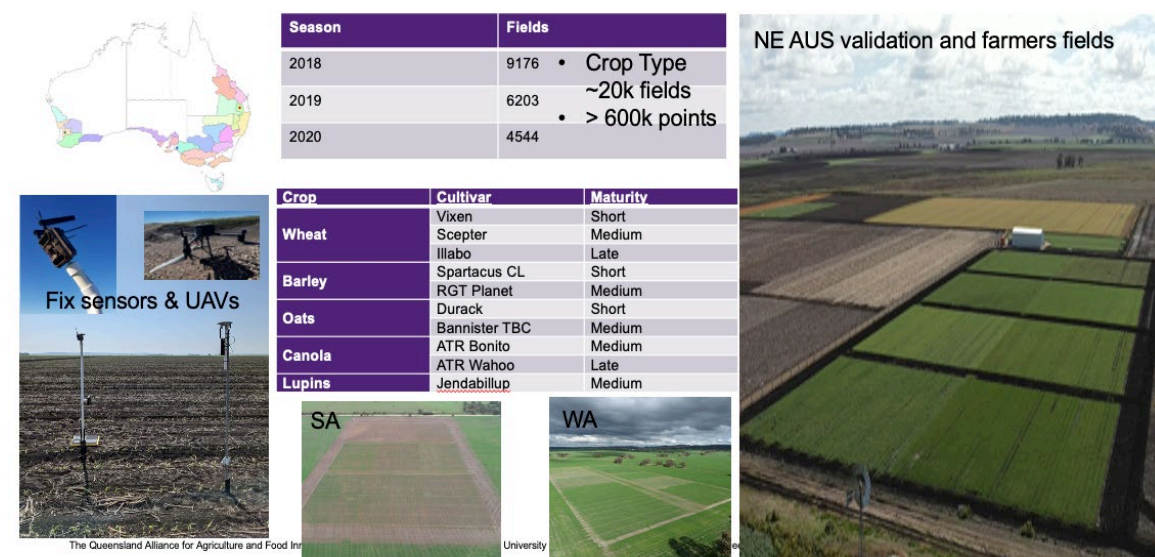 Season Fields
2018 9176
2019 6203
2020 4544
• Crop Type
~20k fields
• > 600k points
NE AUS validation and farmers fields
Fix sensors & UAVs
Crop Cultivar Maturity
Wheat
Vixen Short
Scepter Medium
Illabo Late
Barley
Spartacus CL Short
RGT Planet Medium
Oats
Durack Short
Bannister TBC Medium
Canola
ATR Bonito Medium
ATR Wahoo Late
Lupins
Jendabillup Medium
SA
WA
The Queensland Alliance for Agriculture and Food
University